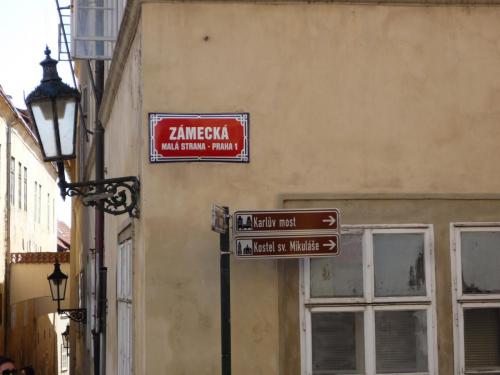 ZÁMECKÁ
MALÁ STRANA - PRAHA 1
Karlův most
Kostel sv. Mikuláše